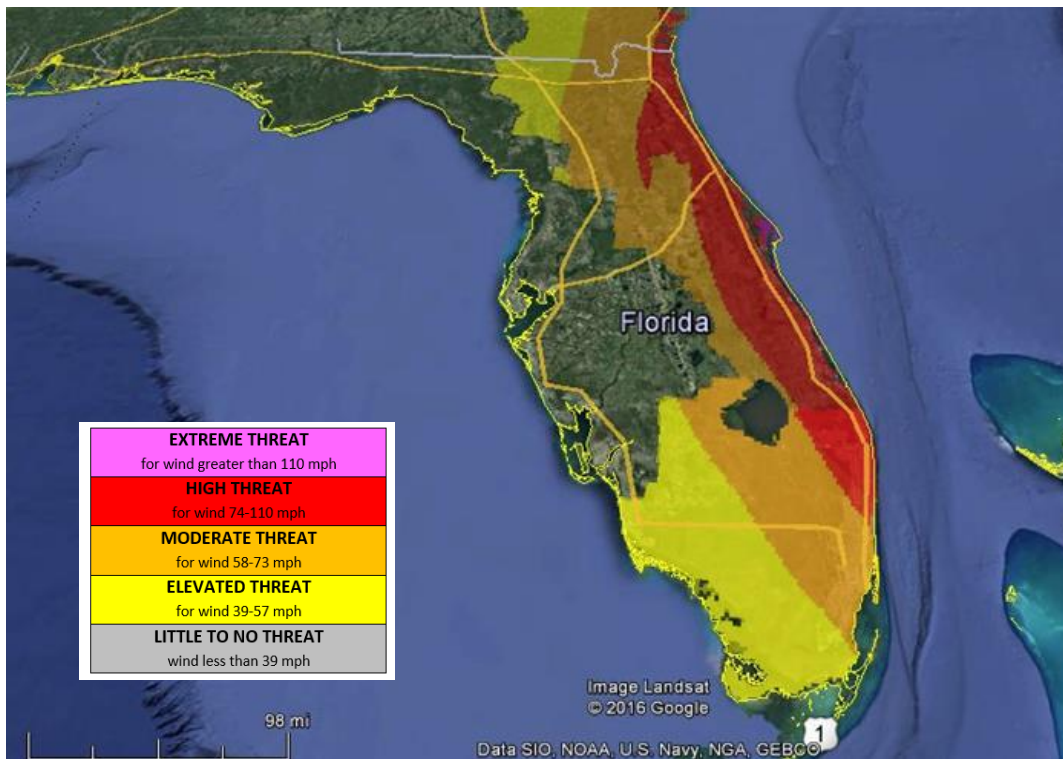 Florida
EXTREME THREAT
for wind greater than 110 mph
HIGH THREAT
for wind 74-110 mph
MODERATE THREAT
for wind 58-73 mph
ELEVATED THREAT
for wind 39-57 mph
LITTLE TO NO THREAT
wind less than 39 mph
Image Landsat
© 2016 Google
98 mi
1
Data SIO, NOAA, U.S. Navy, NGA, GEBCO